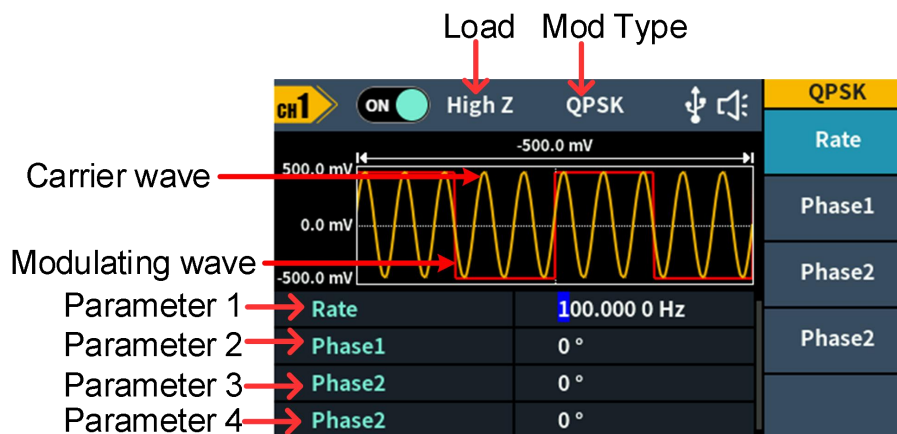 Load Mod Type
CH1 ON High Z QPSK QPSK
Rate
-500.0 mV
500.0 mV
Carrier wave
Phase1
0.0 mV
Modulating wave
Phase2
-500.0 mV
Parameter 1 Rate 100.000 0 Hz
Phase2
Parameter 2 Phase1 0 °
Parameter 3 Phase2 0 °
Parameter 4 Phase2 0 °